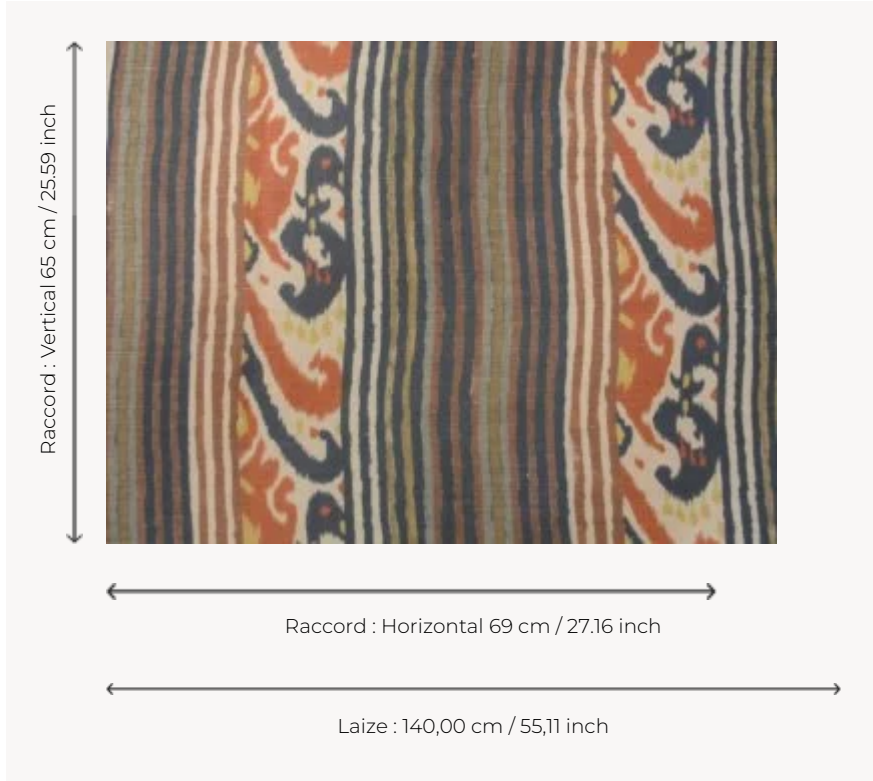 Raccord : Vertical 65 cm / 25.59 inch
Raccord : Horizontal 69 cm / 27.16 inch
Laize : 140,00 cm / 55,11 inch